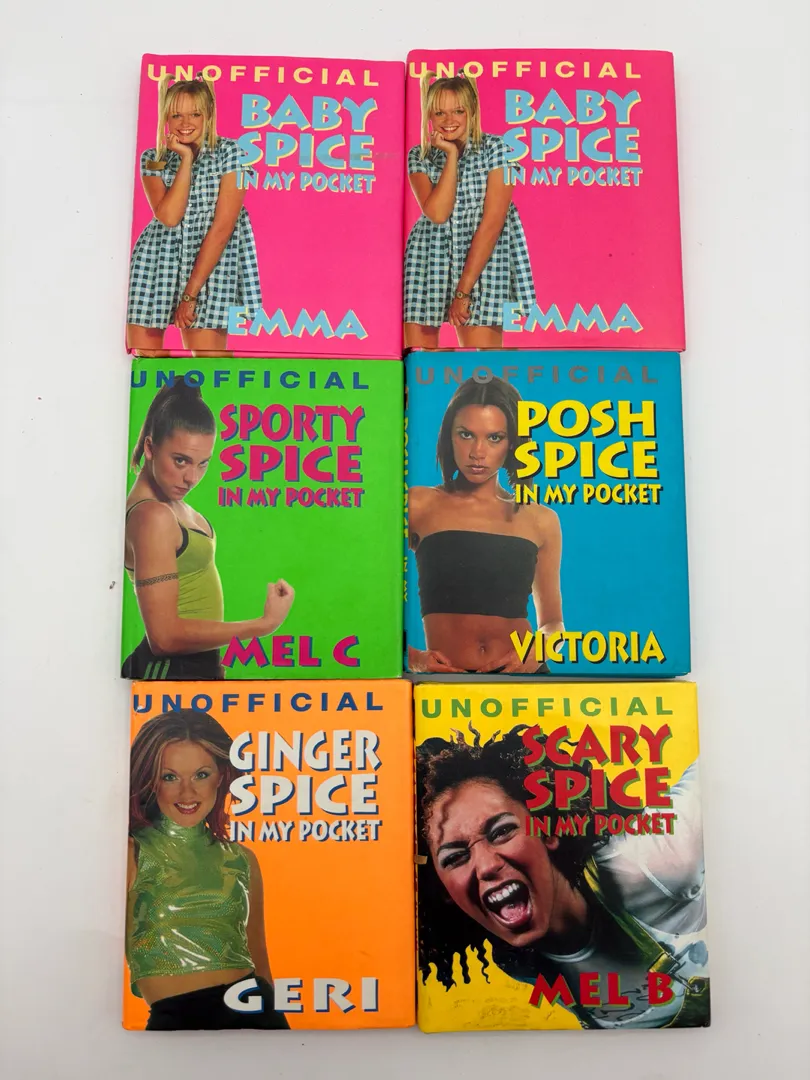 UNOFFICIAL
BABY
SPICE
IN MY POCKET
EMMA
UNOFFICIAL
BABY
SPICE
IN MY POCKET
EMMA
UNOFFICIAL
SPORTY
SPICE
IN MY POCKET
MEL C
UNOFFICIAL
POSH
SPICE
IN MY POCKET
VICTORIA
UNOFFICIAL
GINGER
SPICE
IN MY POCKET
GERI
UNOFFICIAL
SCARY
SPICE
IN MY POCKET
MEL B